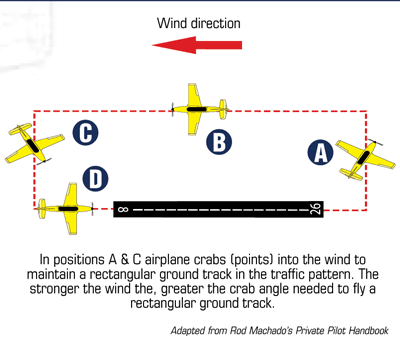 Wind direction
C
B
A
D
8
26
In positions A & C airplane crabs (points) into the wind to
maintain a rectangular ground track in the traffic pattern. The
stronger the wind the, greater the crab angle needed to fly a
rectangular ground track.
Adapted from Rod Machado's Private Pilot Handbook